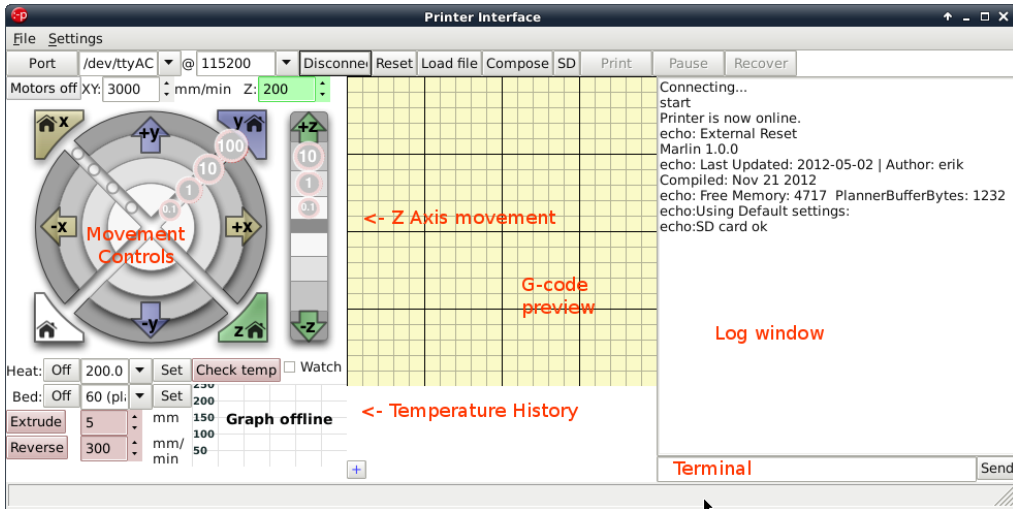 Printer Interface
File Settings
Port /dev/ttyAC @ 115200 Disconne Reset Load file Compose SD Print Pause Recover
Motors off XY: 3000 mm/min Z: 200
x +y y +z
100
10
1
0.1
10
1
0.1
-x +x
Movement
Controls
-y z -z
<- Z Axis movement
G-code
preview
Heat: Off 200.0 Set Check temp Watch
Bed: Off 60 (pla Set
Extrude 5 mm
Reverse 300 mm/
min
250
200
150
100
50
Graph offline
<- Temperature History
+
Connecting...
start
Printer is now online.
echo: External Reset
Marlin 1.0.0
echo: Last Updated: 2012-05-02 | Author: erik
Compiled: Nov 21 2012
echo: Free Memory: 4717 PlannerBufferBytes: 1232
echo:Using Default settings:
echo:SD card ok
Log window
Terminal
Send